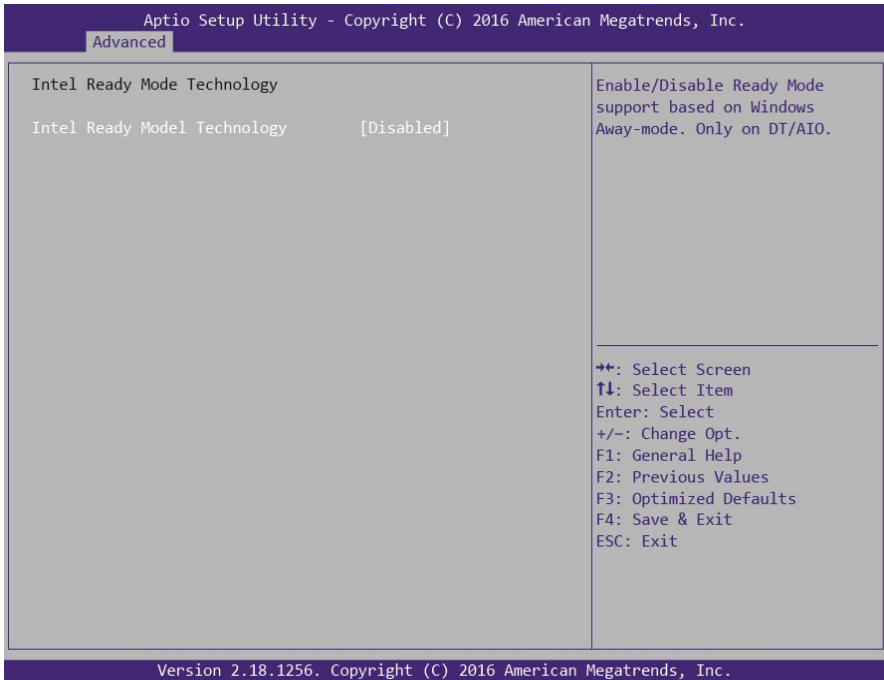 Aptio Setup Utility - Copyright (C) 2016 American Megatrends, Inc.
Advanced
Intel Ready Mode Technology
Intel Ready Model Technology [Disabled]
Enable/Disable Ready Mode
support based on Windows
Away-mode. Only on DT/AIO.
→←: Select Screen
↑↓: Select Item
Enter: Select
+/−: Change Opt.
F1: General Help
F2: Previous Values
F3: Optimized Defaults
F4: Save & Exit
ESC: Exit
Version 2.18.1256. Copyright (C) 2016 American Megatrends, Inc.